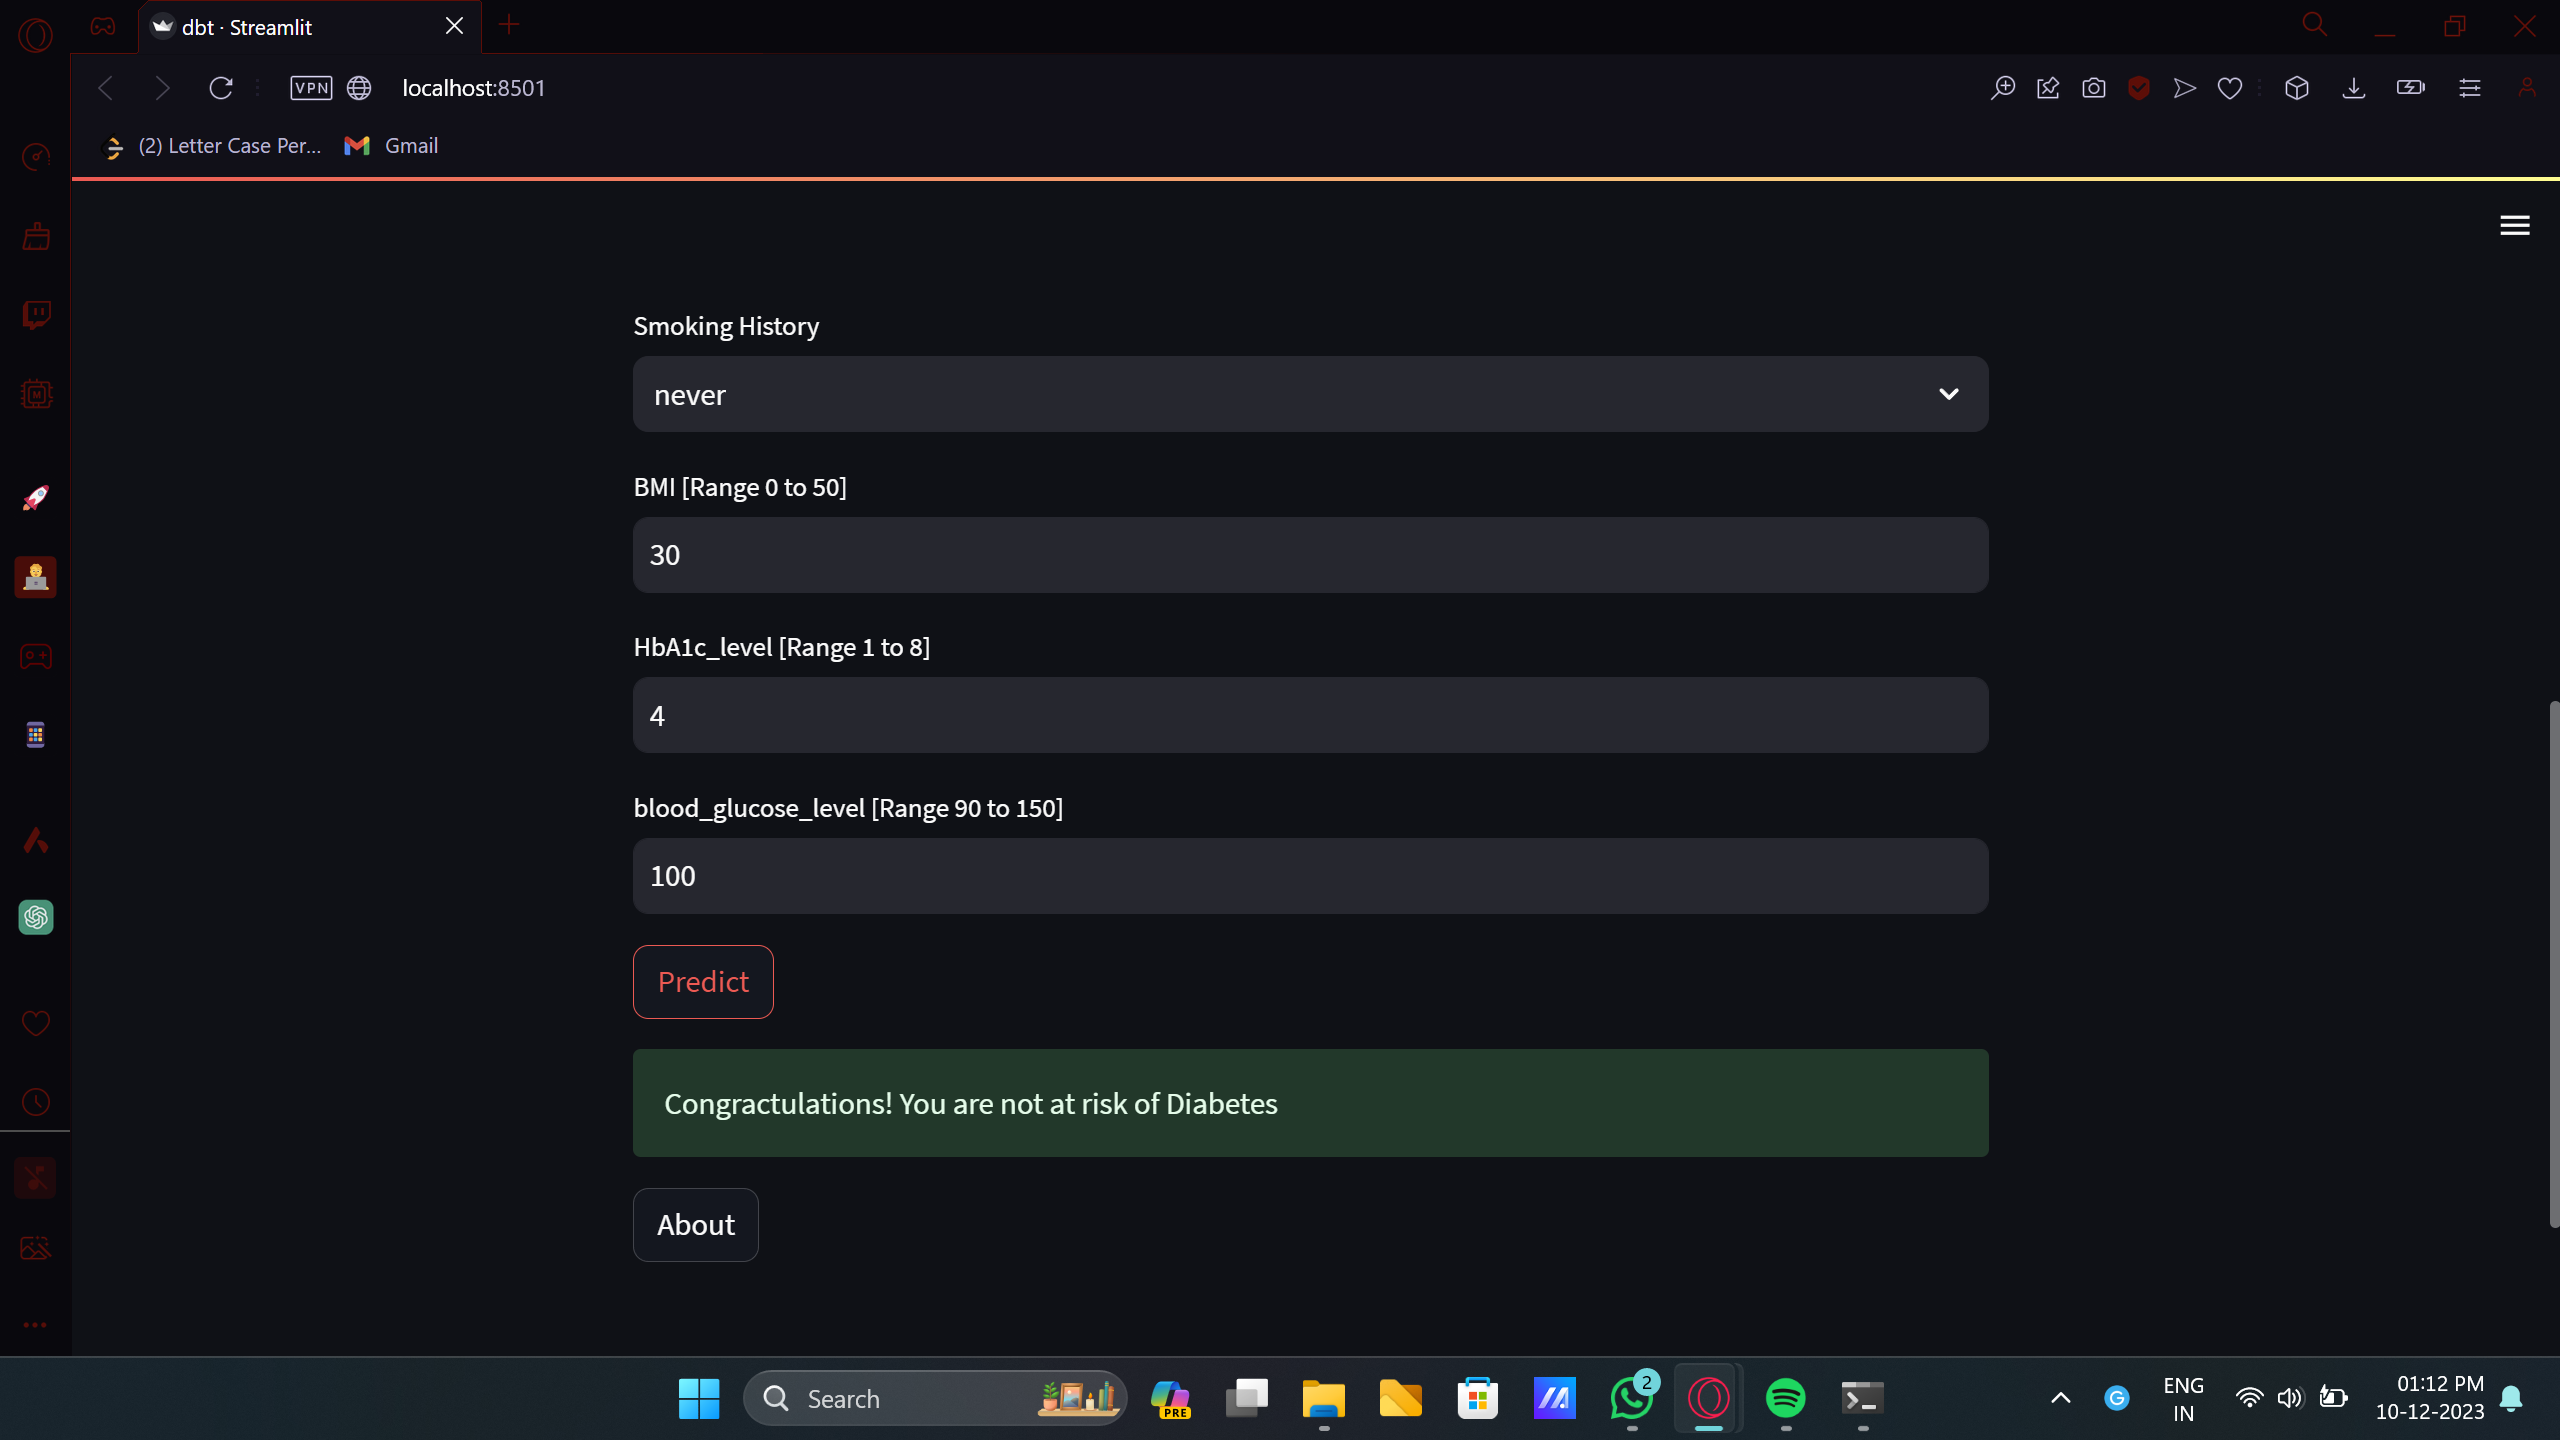 dbt · Streamlit
VPN
localhost:8501
(2) Letter Case Per...
Gmail
Smoking History
never
BMI [Range 0 to 50]
30
HbA1c_level [Range 1 to 8]
4
blood_glucose_level [Range 90 to 150]
100
Predict
Congractulations! You are not at risk of Diabetes
About
Search
PRE
2
G
ENG
IN
01:12 PM
10-12-2023